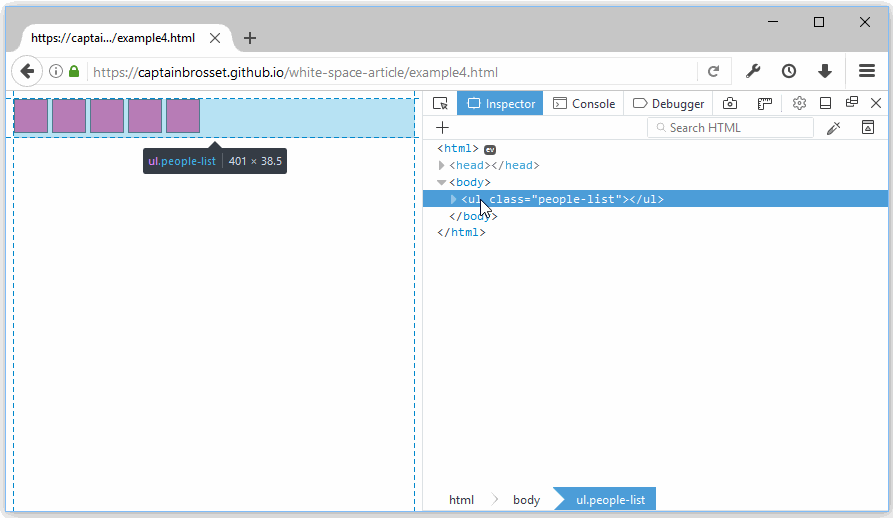 https://captai.../example4.html
https://captainbrosset.github.io/white-space-article/example4.html
Inspector Console Debugger
Search HTML
<html> ev
<head></head>
<body>
<ul class="people-list"></ul>
</body>
</html>
ul.people-list 401 × 38.5
html body ul.people-list